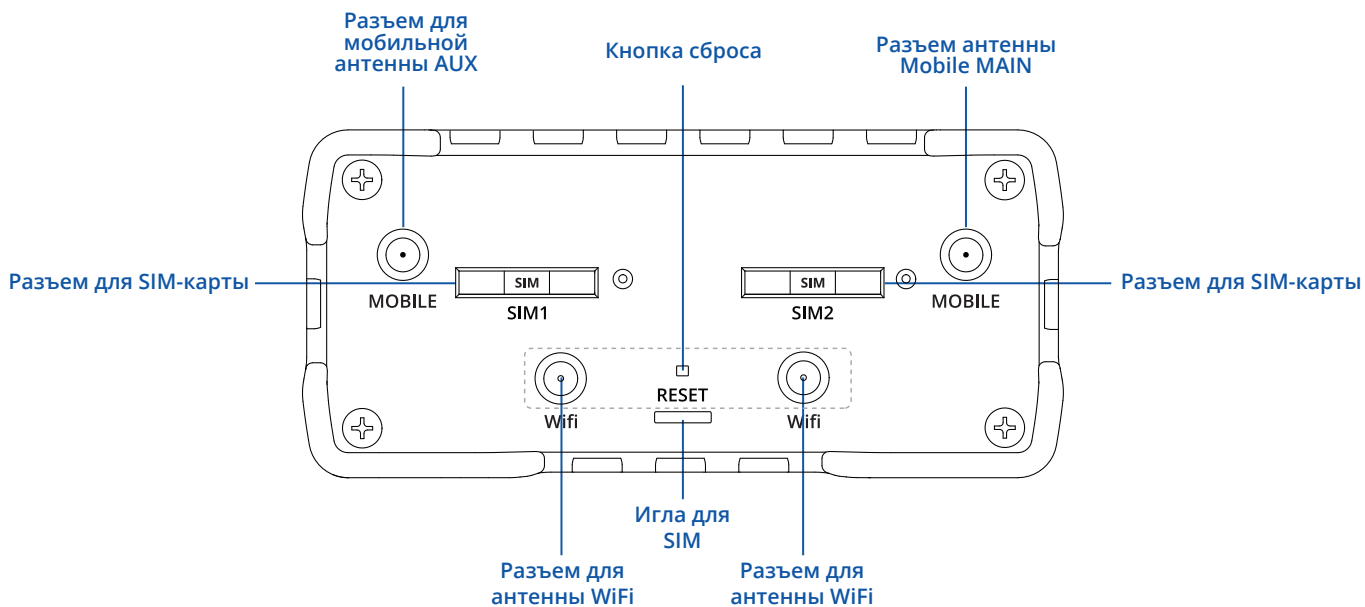 Разъем для
мобильной
антенны AUX
Кнопка сброса
Разъем антенны
Mobile MAIN
Разъем для SIM-карты
MOBILE
SIM
SIM1
SIM
SIM2
MOBILE
Разъем для SIM-карты
Wifi
RESET
Wifi
Игла для
SIM
Разъем для
антенны WiFi
Разъем для
антенны WiFi